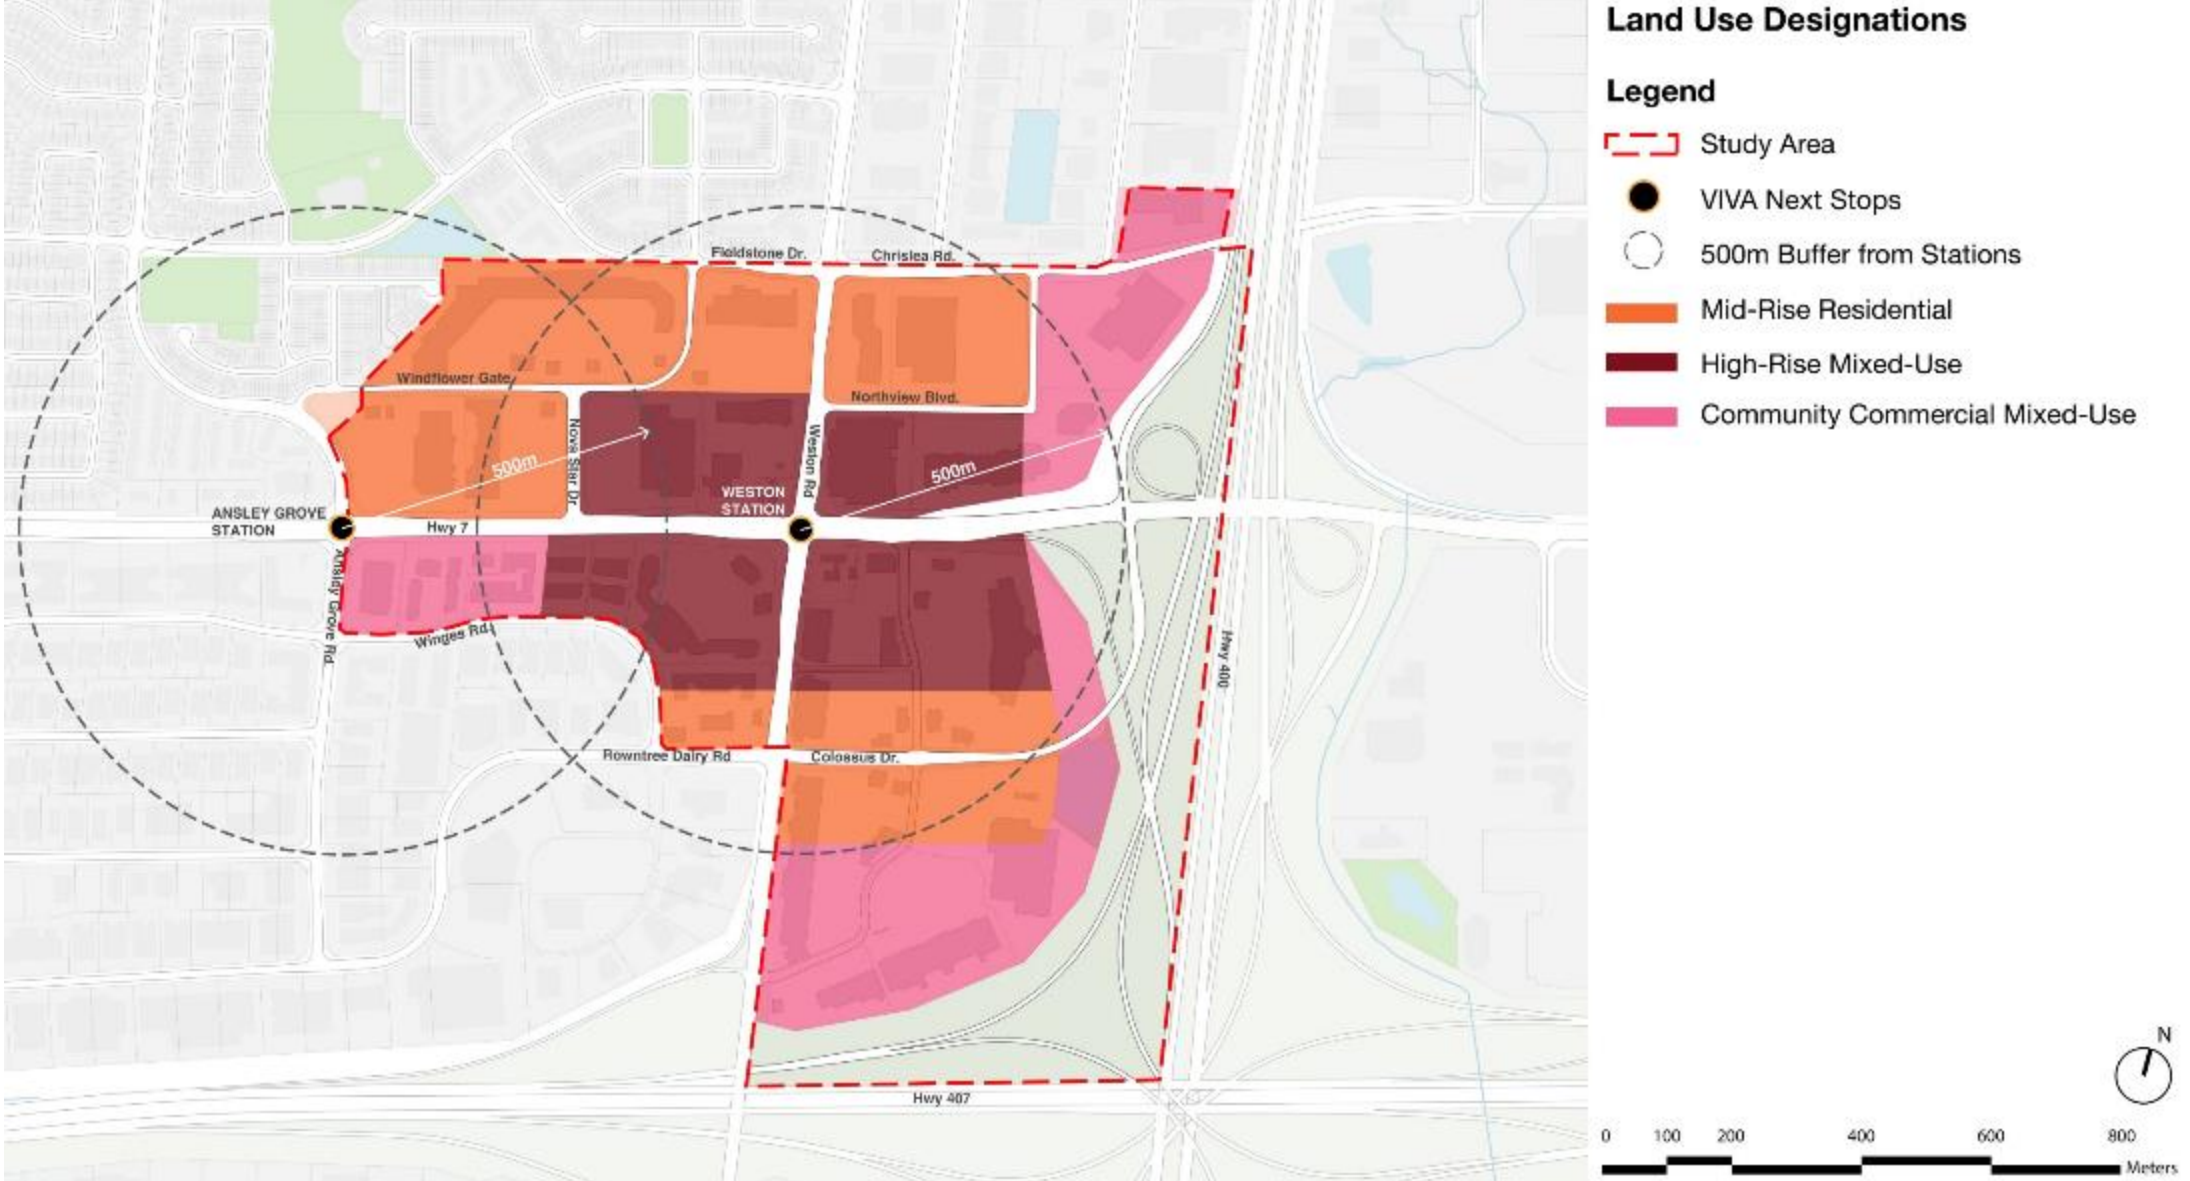 Land Use Designations
Legend
Study Area
VIVA Next Stops
500m Buffer from Stations
Mid-Rise Residential
High-Rise Mixed-Use
Community Commercial Mixed-Use
Fieldstone Dr.
Chrislea Rd.
Windflower Gate
Northview Blvd.
Nova Star Dr.
Weston Rd
500m
500m
WESTON
STATION
ANSLEY GROVE
STATION
Hwy 7
Ansley Grove Rd
Winges Rd.
Hwy 400
Rowntree Dairy Rd
Colossus Dr.
Hwy 407
N
0 100 200 400 600 800
Meters